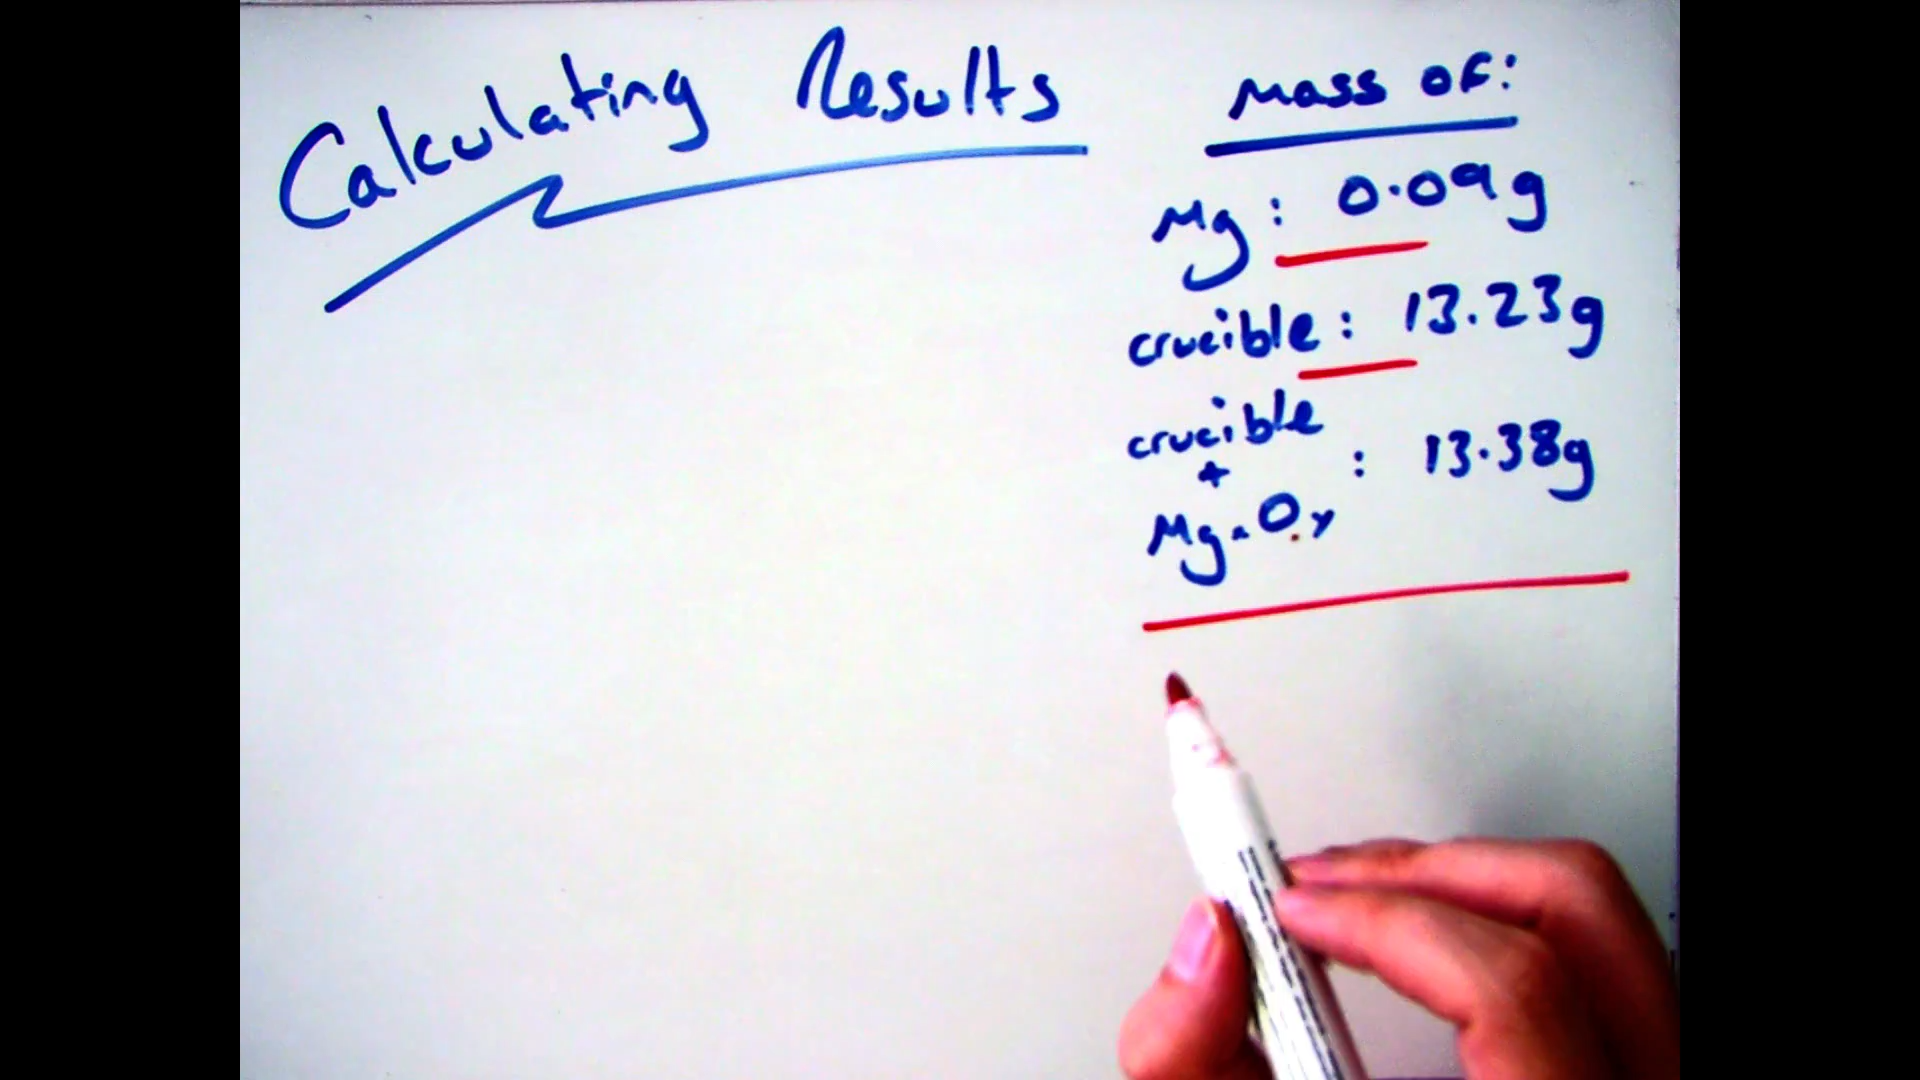 Calculating Results
Mass of:
Mg: 0.09g
crucible: 13.23g
crucible
+
MgxOy : 13.38g